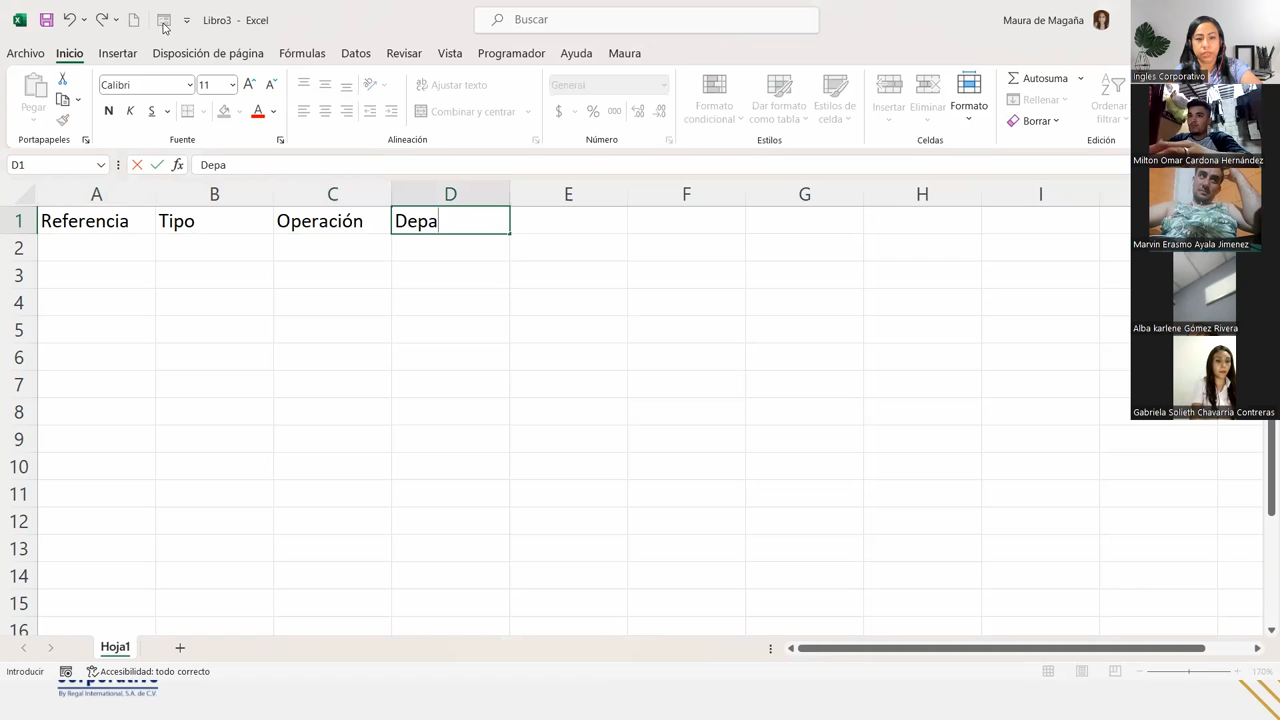 Libro3 - Excel
Buscar
Maura de Magaña
Archivo Inicio Insertar Disposición de página Fórmulas Datos Revisar Vista Programador Ayuda Maura
Pegar
Calibri 11
N K S
Ajustar texto
Combinar y centrar
General
$ % 000
Formato condicional
Dar formato como tabla
Estilos de celda
Insertar
Eliminar
Formato
Autosuma
Rellenar
Borrar
Ordenar
Portapapeles Fuente Alineación Número Estilos Celdas Edición
D1 fx Depa
A B C D E F G H I
1 Referencia Tipo Operación Depa
2
3
4
5
6
7
8
9
10
11
12
13
14
15
16
Hoja1
Introducir Accesibilidad: todo correcto 170%
By Regal International, S.A. de C.V.
Ingles Corporativo
Milton Omar Cardona Hernández
Marvin Erasmo Ayala Jimenez
Alba karlene Gómez Rivera
Gabriela Solieth Chavarria Contreras